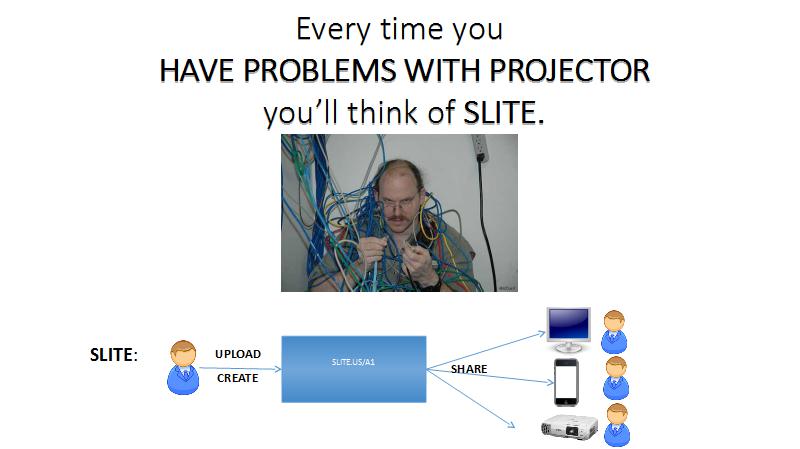 Every time you
HAVE PROBLEMS WITH PROJECTOR
you'll think of SLITE.
SLITE:
UPLOAD
CREATE
SLITE.US/A1
SHARE